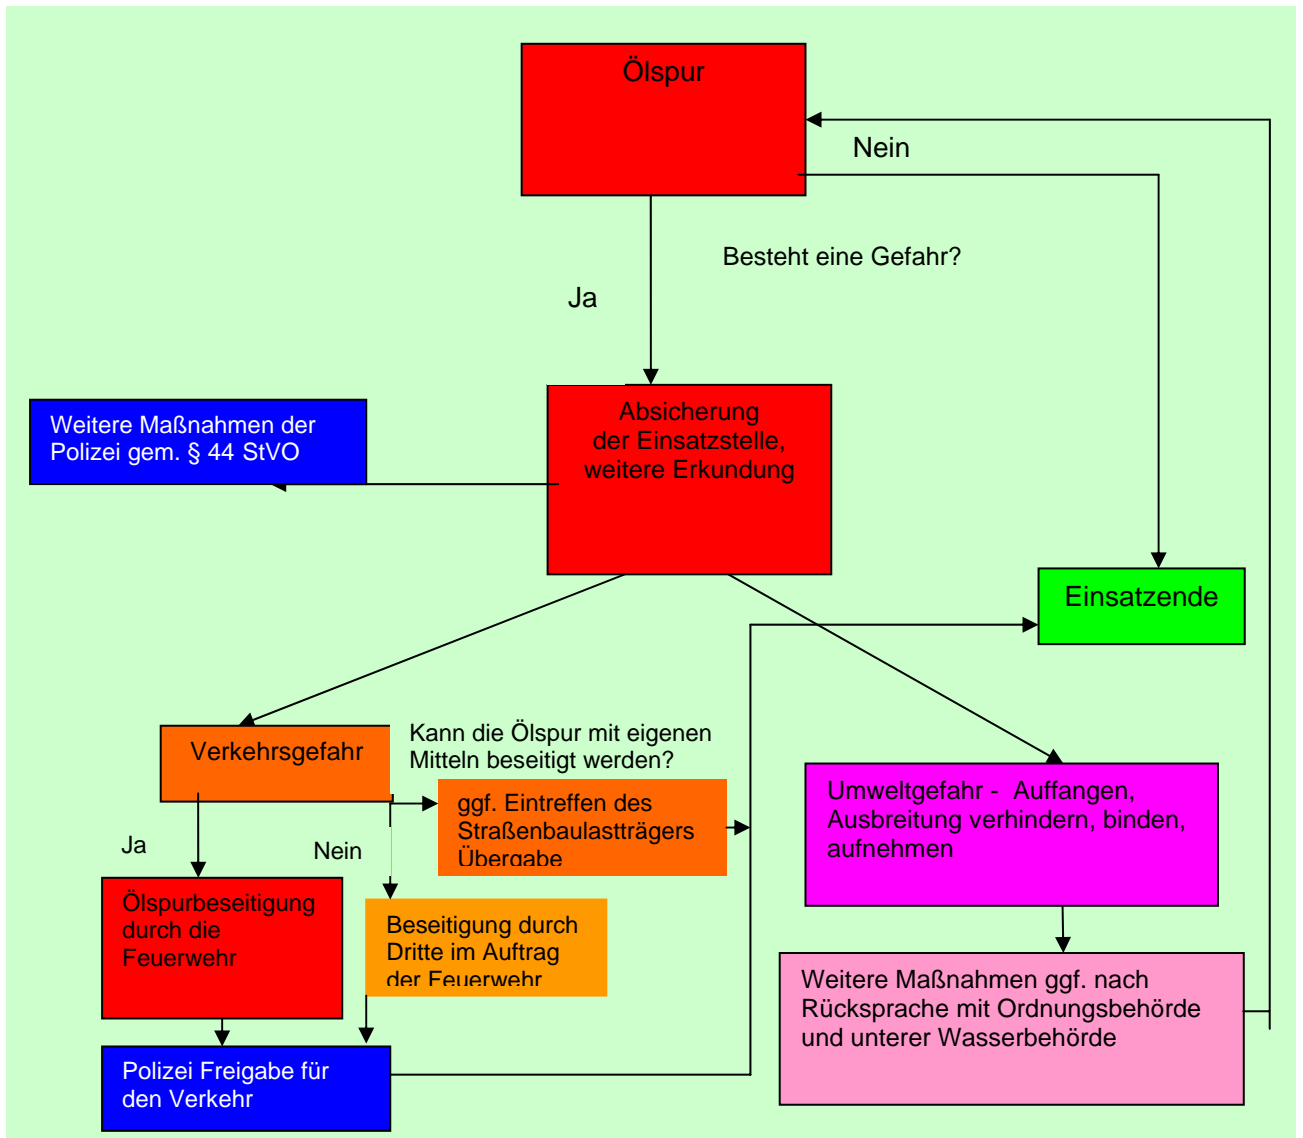 Ölspur
Nein
Besteht eine Gefahr?
Ja
Weitere Maßnahmen der
Polizei gem. § 44 StVO
Absicherung
der Einsatzstelle,
weitere Erkundung
Einsatzende
Verkehrsgefahr
Kann die Ölspur mit eigenen
Mitteln beseitigt werden?
ggf. Eintreffen des
Straßenbaulastträgers
Übergabe
Umweltgefahr - Auffangen,
Ausbreitung verhindern, binden,
aufnehmen
Ja
Nein
Ölspurbeseitigung
durch die
Feuerwehr
Beseitigung durch
Dritte im Auftrag
der Feuerwehr
Weitere Maßnahmen ggf. nach
Rücksprache mit Ordnungsbehörde
und unterer Wasserbehörde
Polizei Freigabe für
den Verkehr